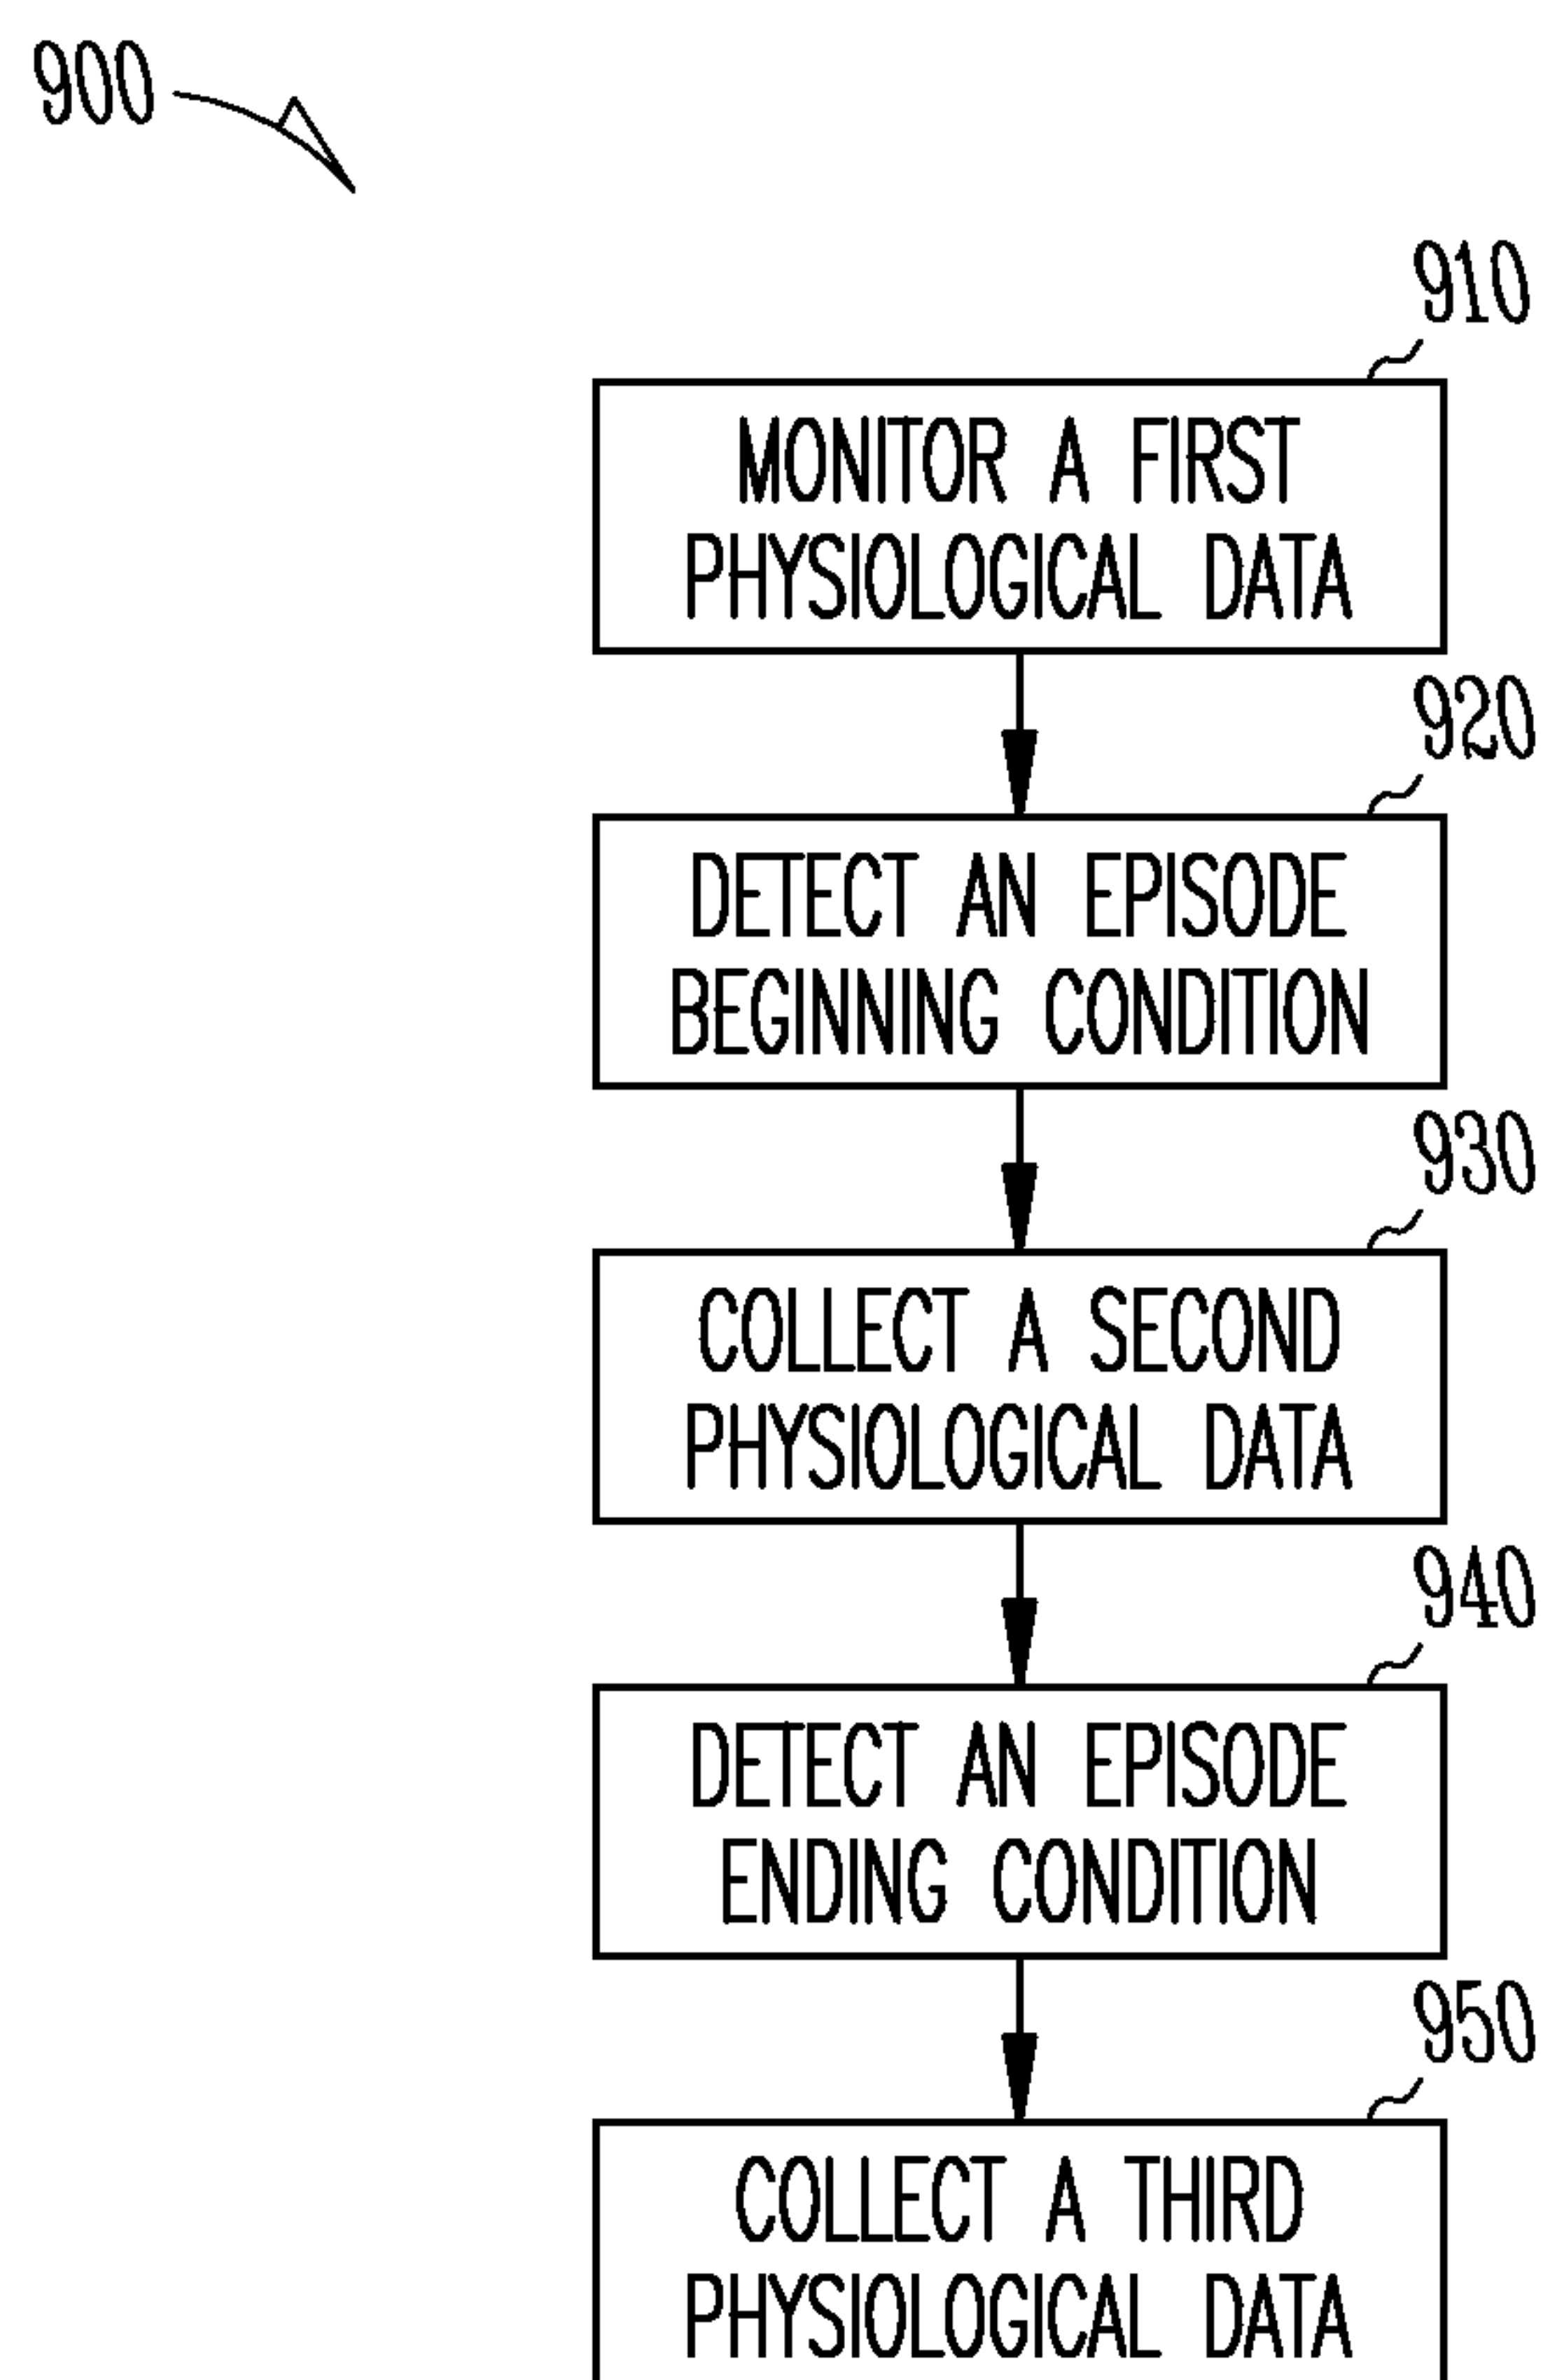 900
910
MONITOR A FIRST
PHYSIOLOGICAL DATA
920
DETECT AN EPISODE
BEGINNING CONDITION
930
COLLECT A SECOND
PHYSIOLOGICAL DATA
940
DETECT AN EPISODE
ENDING CONDITION
950
COLLECT A THIRD
PHYSIOLOGICAL DATA